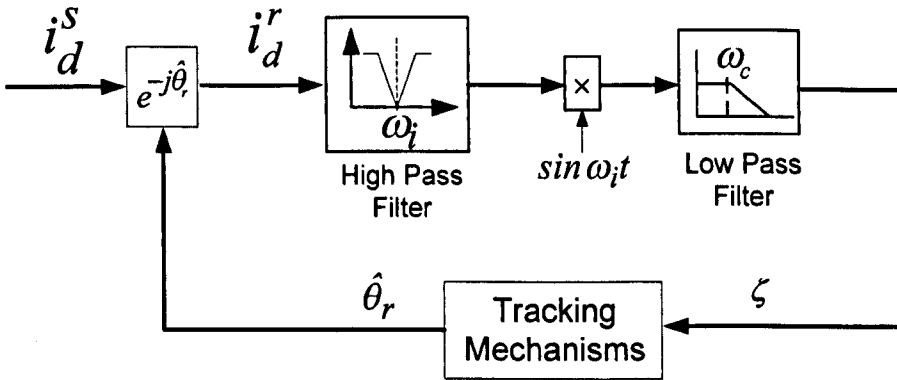 i_d^s
e^{-jθ̂_r}
i_d^r
ω_i
High Pass
Filter
×
sin ω_i t
ω_c
Low Pass
Filter
θ̂_r
Tracking
Mechanisms
ζ